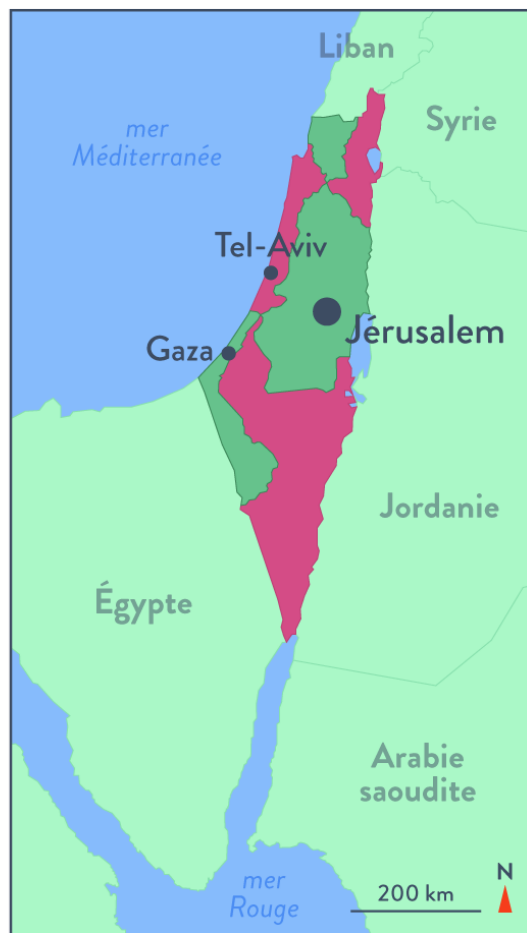 Liban
Syrie
mer
Méditerranée
Tel-Aviv
Jérusalem
Gaza
Jordanie
Égypte
Arabie
saoudite
mer
Rouge
200 km
N